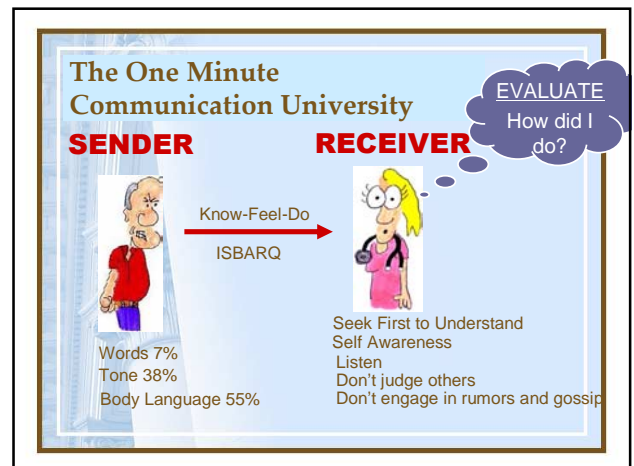 The One Minute
Communication University
EVALUATE
How did I
do?
SENDER
RECEIVER
Know-Feel-Do
ISBARQ
Words 7%
Tone 38%
Body Language 55%
Seek First to Understand
Self Awareness
Listen
Don't judge others
Don't engage in rumors and gossip